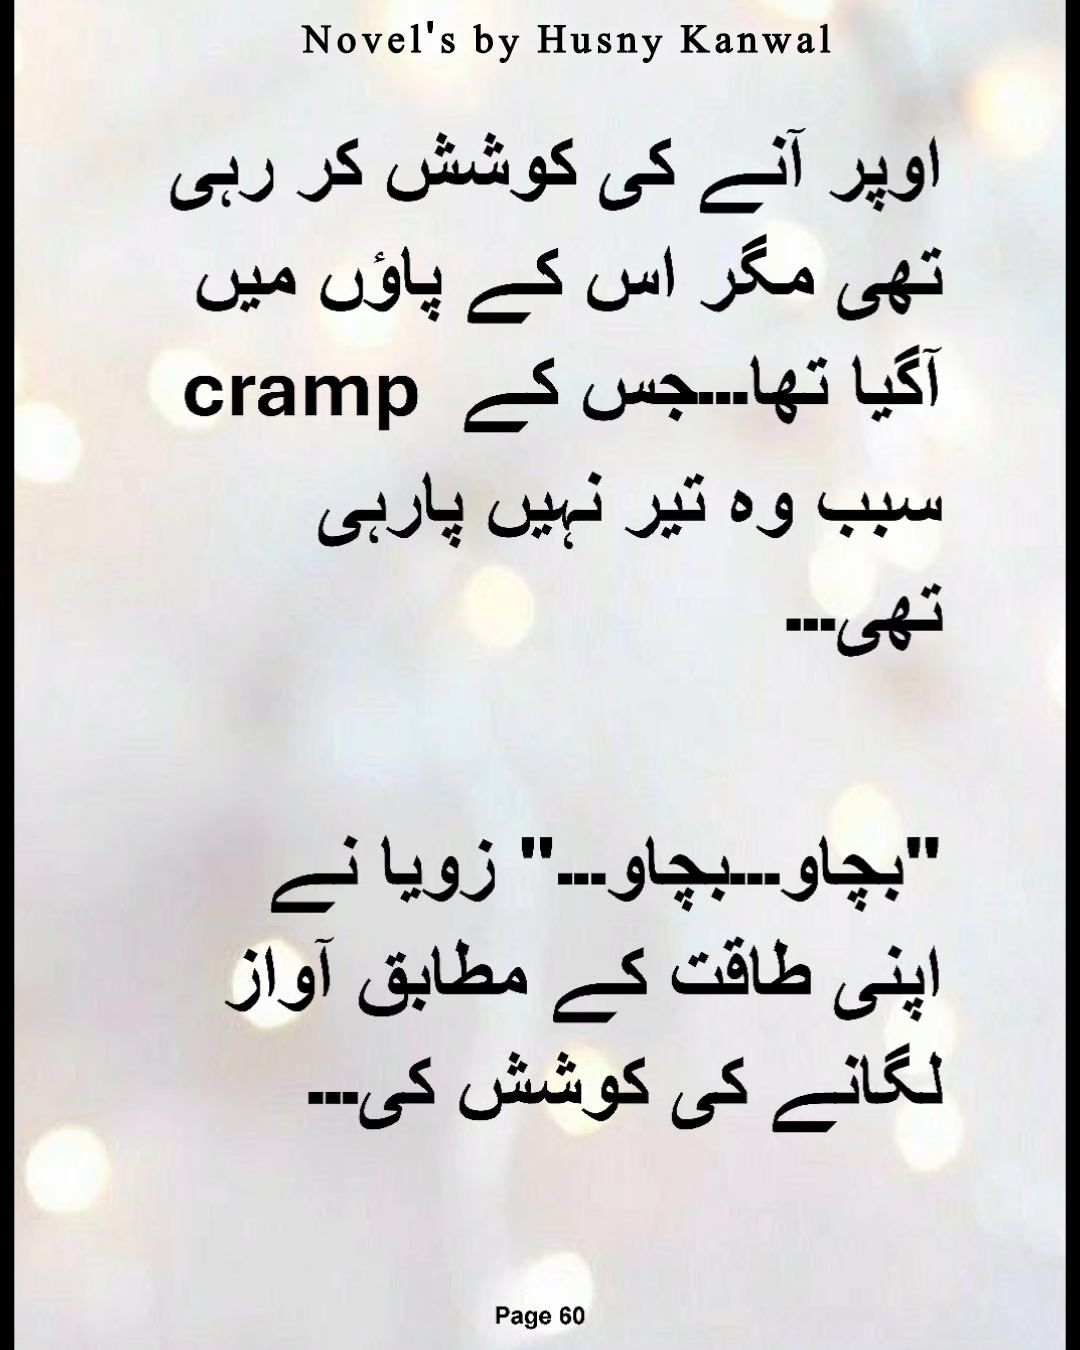 Novel's by Husny Kanwal
اوپر آنے کی کوشش کر رہی
تھی مگر اس کے پاؤں میں
cramp آگیا تھا...جس کے
سبب وہ تیر نہیں پارہی
تھی...
"بچاو...بچاو..." زویا نے
اپنی طاقت کے مطابق آواز
لگانے کی کوشش کی...
Page 60